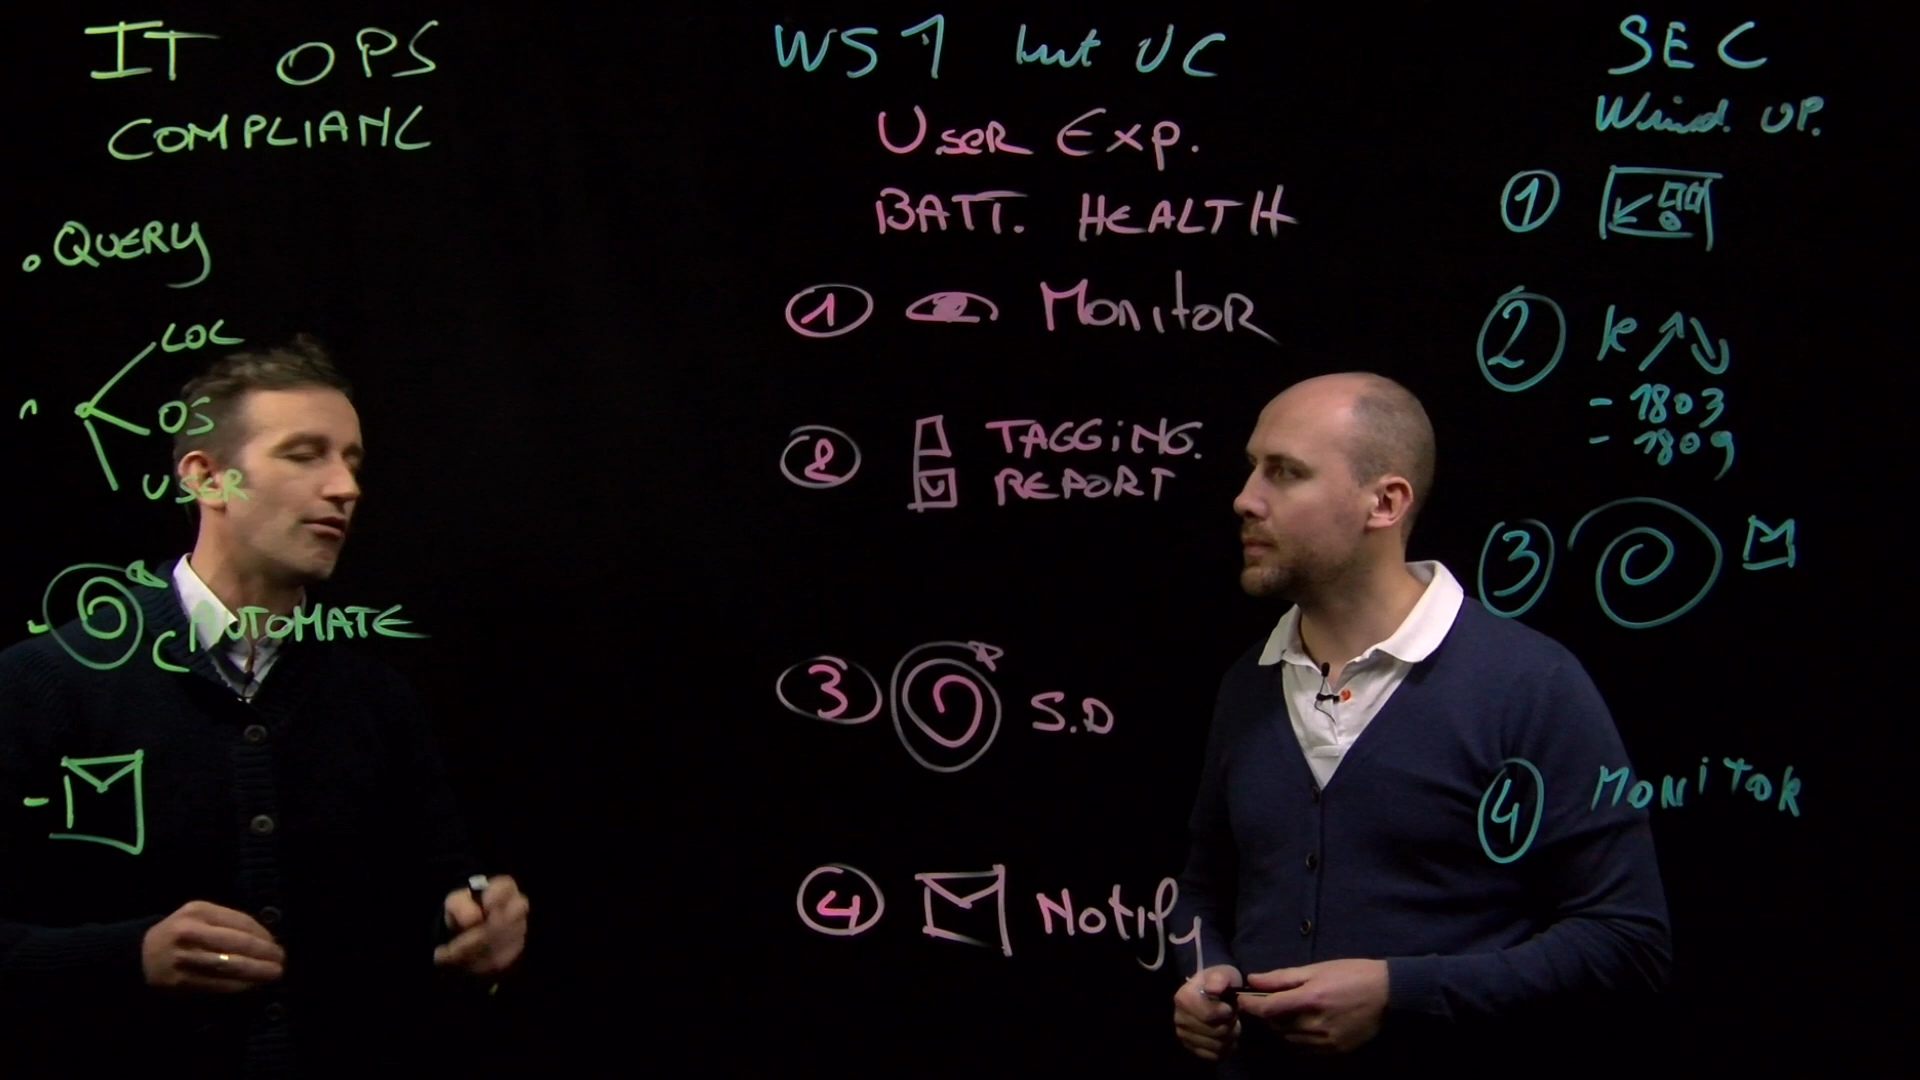 IT OPS
COMPLIANC
QUERY
LOC
OS
USER
AUTOMATE
WS1 Int UC
User Exp.
BATT. HEALTH
1 Monitor
2 TAGGING.
REPORT
3 S.D
4 Notify
SEC
Wind. UP.
1
2 k
- 1803
- 1809
3
4 MONITOR